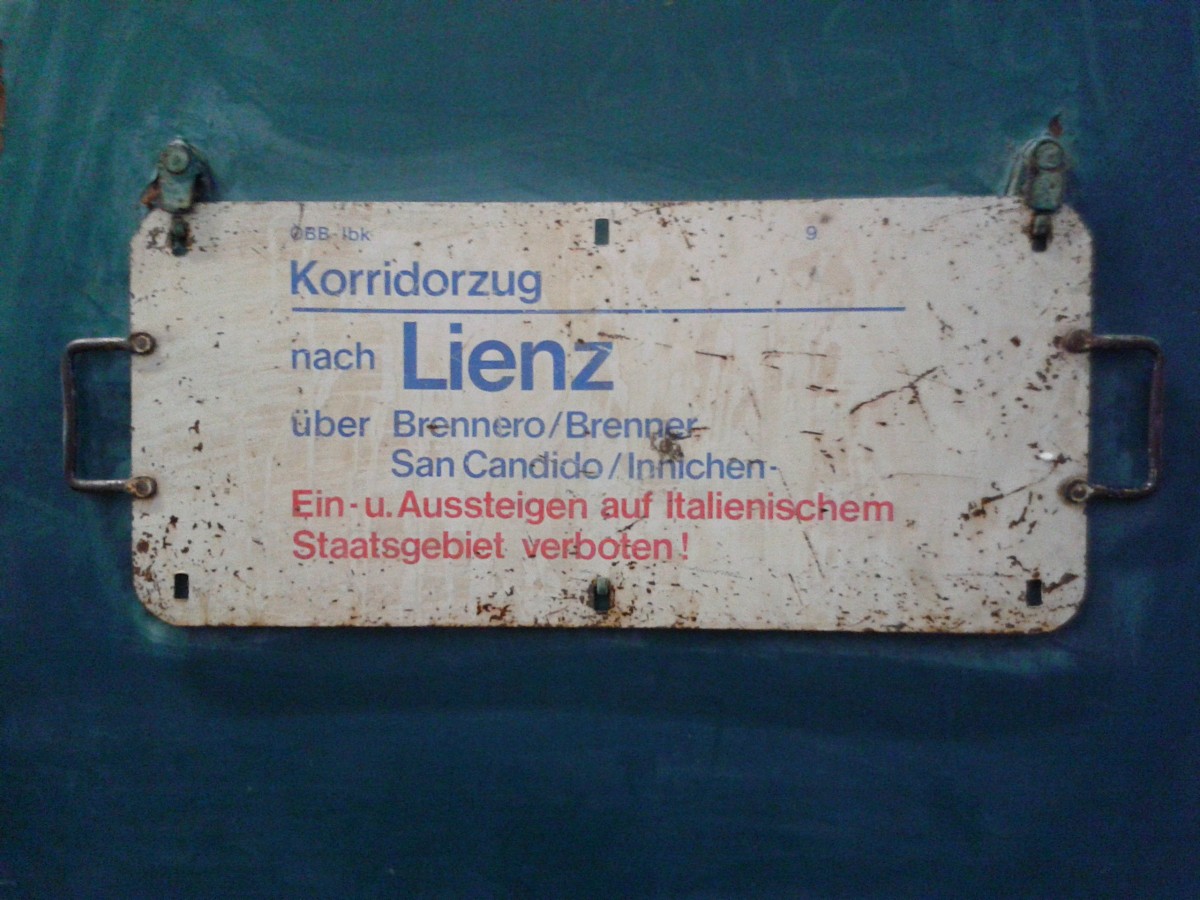 ÖBB-Ibk 9
Korridorzug
nach Lienz
über Brennero/Brenner
San Candido/Innichen-
Ein-u. Aussteigen auf Italienischem
Staatsgebiet verboten!